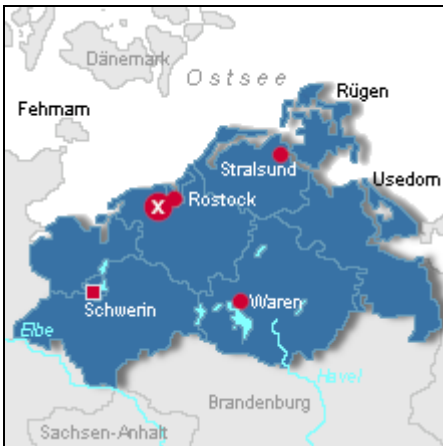 Dänemark
Ostsee
Rügen
Fehmarn
Stralsund
Usedom
X
Rostock
Schwerin
Waren
Elbe
Havel
Brandenburg
Sachsen-Anhalt